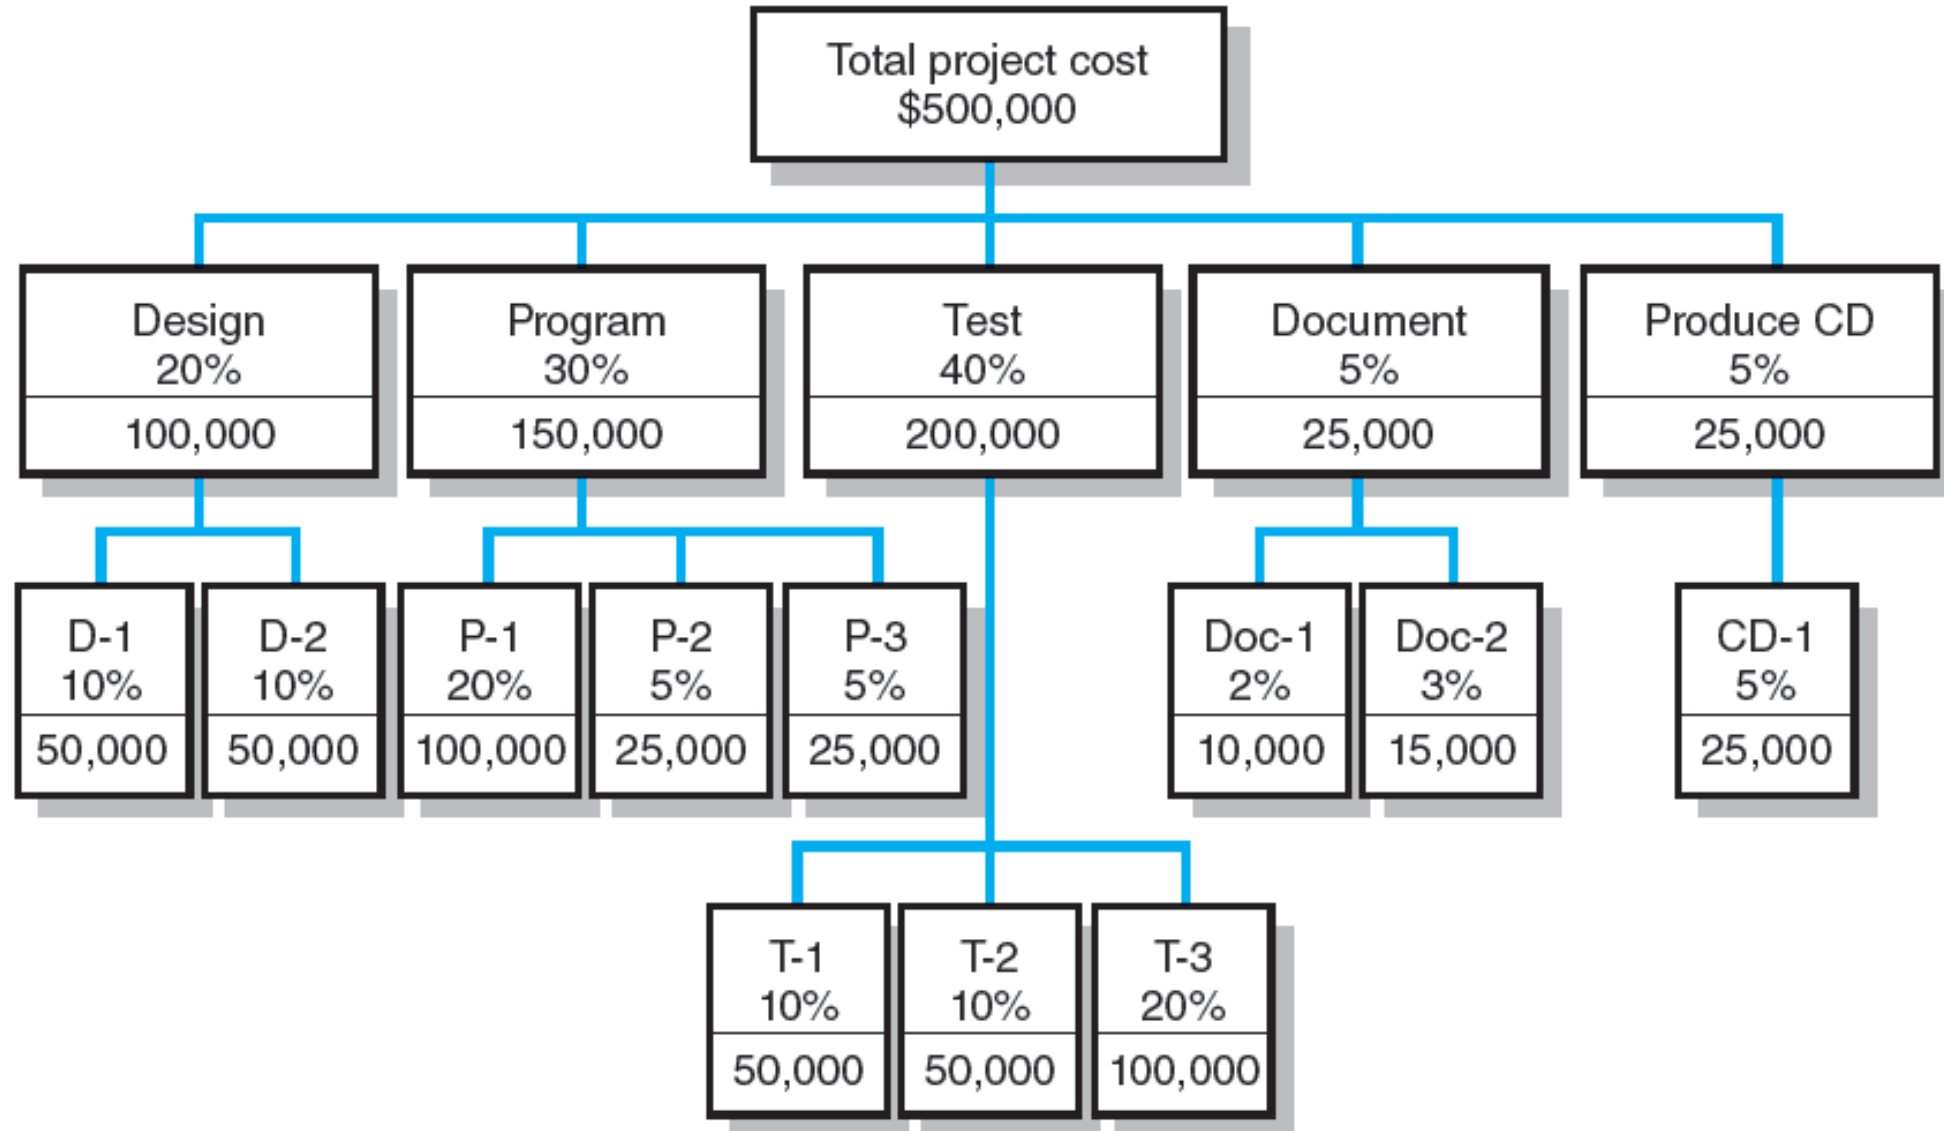 Total project cost
$500,000
Design
20%
100,000
Program
30%
150,000
Test
40%
200,000
Document
5%
25,000
Produce CD
5%
25,000
D-1
10%
50,000
D-2
10%
50,000
P-1
20%
100,000
P-2
5%
25,000
P-3
5%
25,000
Doc-1
2%
10,000
Doc-2
3%
15,000
CD-1
5%
25,000
T-1
10%
50,000
T-2
10%
50,000
T-3
20%
100,000